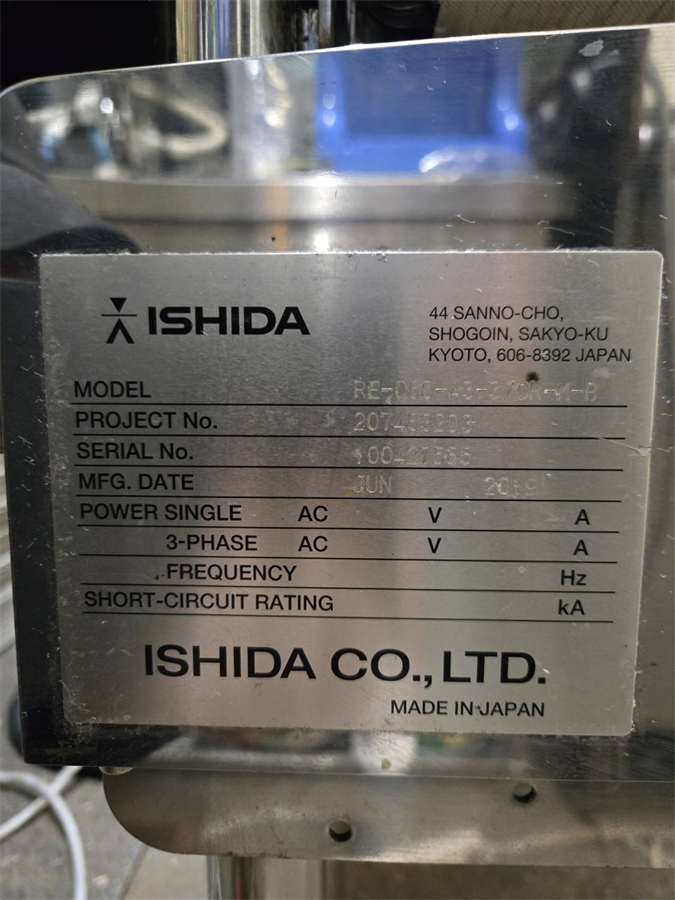 ISHIDA
44 SANNO-CHO,
SHOGOIN, SAKYO-KU
KYOTO, 606-8392 JAPAN
MODEL
PROJECT No.
SERIAL No.
MFG. DATE JUN 2019
POWER SINGLE AC V A
3-PHASE AC V A
FREQUENCY Hz
SHORT-CIRCUIT RATING kA
ISHIDA CO., LTD.
MADE IN JAPAN